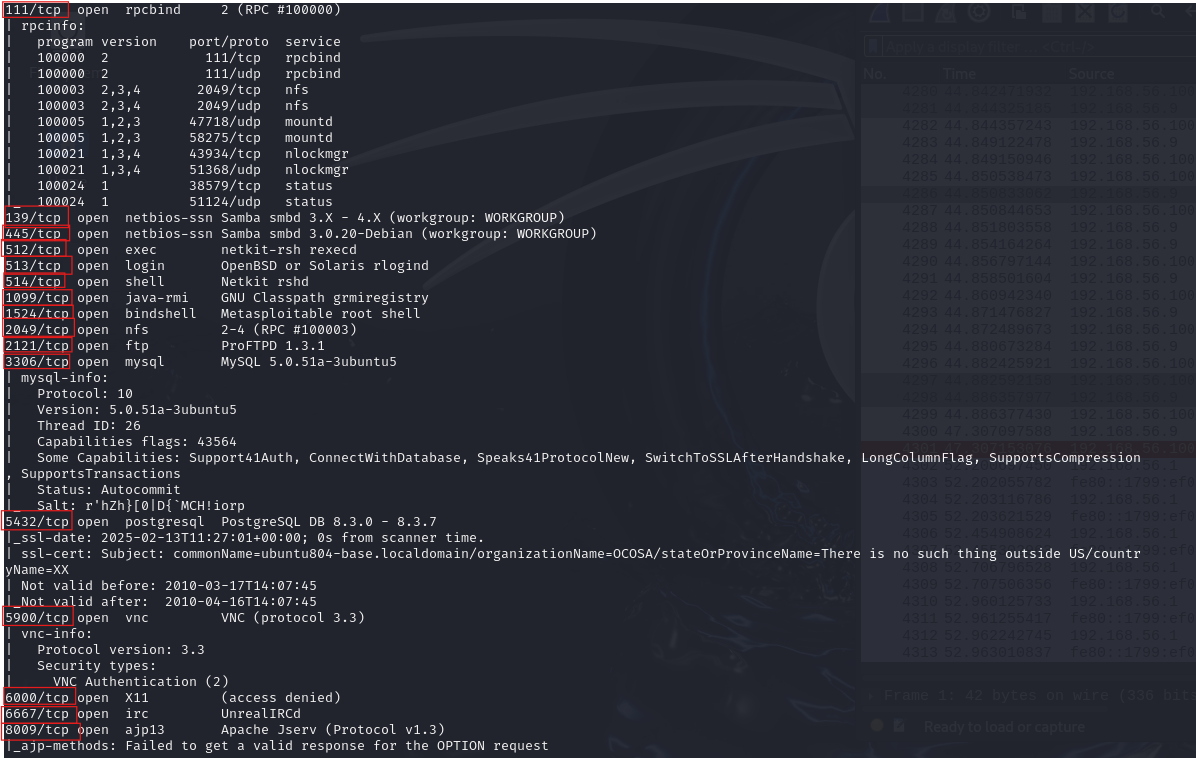 111/tcp open rpcbind 2 (RPC #100000)
| rpcinfo:
| program version port/proto service
| 100000 2 111/tcp rpcbind
| 100000 2 111/udp rpcbind
| 100003 2,3,4 2049/tcp nfs
| 100003 2,3,4 2049/udp nfs
| 100005 1,2,3 47718/udp mountd
| 100005 1,2,3 58275/tcp mountd
| 100021 1,3,4 43934/tcp nlockmgr
| 100021 1,3,4 51368/udp nlockmgr
| 100024 1 38579/tcp status
|_ 100024 1 51124/udp status
139/tcp open netbios-ssn Samba smbd 3.X - 4.X (workgroup: WORKGROUP)
445/tcp open netbios-ssn Samba smbd 3.0.20-Debian (workgroup: WORKGROUP)
512/tcp open exec netkit-rsh rexecd
513/tcp open login OpenBSD or Solaris rlogind
514/tcp open shell Netkit rshd
1099/tcp open java-rmi GNU Classpath grmiregistry
1524/tcp open bindshell Metasploitable root shell
2049/tcp open nfs 2-4 (RPC #100003)
2121/tcp open ftp ProFTPD 1.3.1
3306/tcp open mysql MySQL 5.0.51a-3ubuntu5
| mysql-info:
| Protocol: 10
| Version: 5.0.51a-3ubuntu5
| Thread ID: 26
| Capabilities flags: 43564
| Some Capabilities: Support41Auth, ConnectWithDatabase, Speaks41ProtocolNew, SwitchToSSLAfterHandshake, LongColumnFlag, SupportsCompression
, SupportsTransactions
| Status: Autocommit
|_ Salt: r'hZh}[0|D{`MCH!iorp
5432/tcp open postgresql PostgreSQL DB 8.3.0 - 8.3.7
|_ssl-date: 2025-02-13T11:27:01+00:00; 0s from scanner time.
| ssl-cert: Subject: commonName=ubuntu804-base.localdomain/organizationName=OCOSA/stateOrProvinceName=There is no such thing outside US/countr
yName=XX
| Not valid before: 2010-03-17T14:07:45
|_Not valid after: 2010-04-16T14:07:45
5900/tcp open vnc VNC (protocol 3.3)
| vnc-info:
| Protocol version: 3.3
| Security types:
|_ VNC Authentication (2)
6000/tcp open X11 (access denied)
6667/tcp open irc UnrealIRCd
8009/tcp open ajp13 Apache Jserv (Protocol v1.3)
|_ajp-methods: Failed to get a valid response for the OPTION request
Apply a display filter ... <Ctrl-/>
No. Time Source
4282 44.844357243
4283 44.849122478
4284 44.849150946
4300 47.307097586
Frame 1: 42 bytes on wire (336 bits
Ready to load or capture